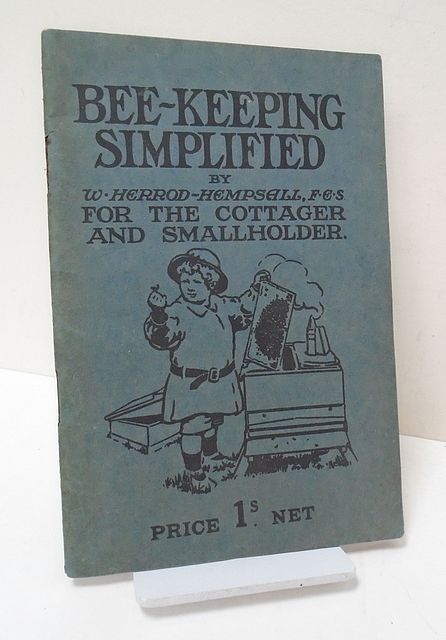 BEE-KEEPING
SIMPLIFIED
BY
W·HERROD-HEMPSALL, F·E·S
FOR THE COTTAGER
AND SMALLHOLDER.
PRICE 1S. NET